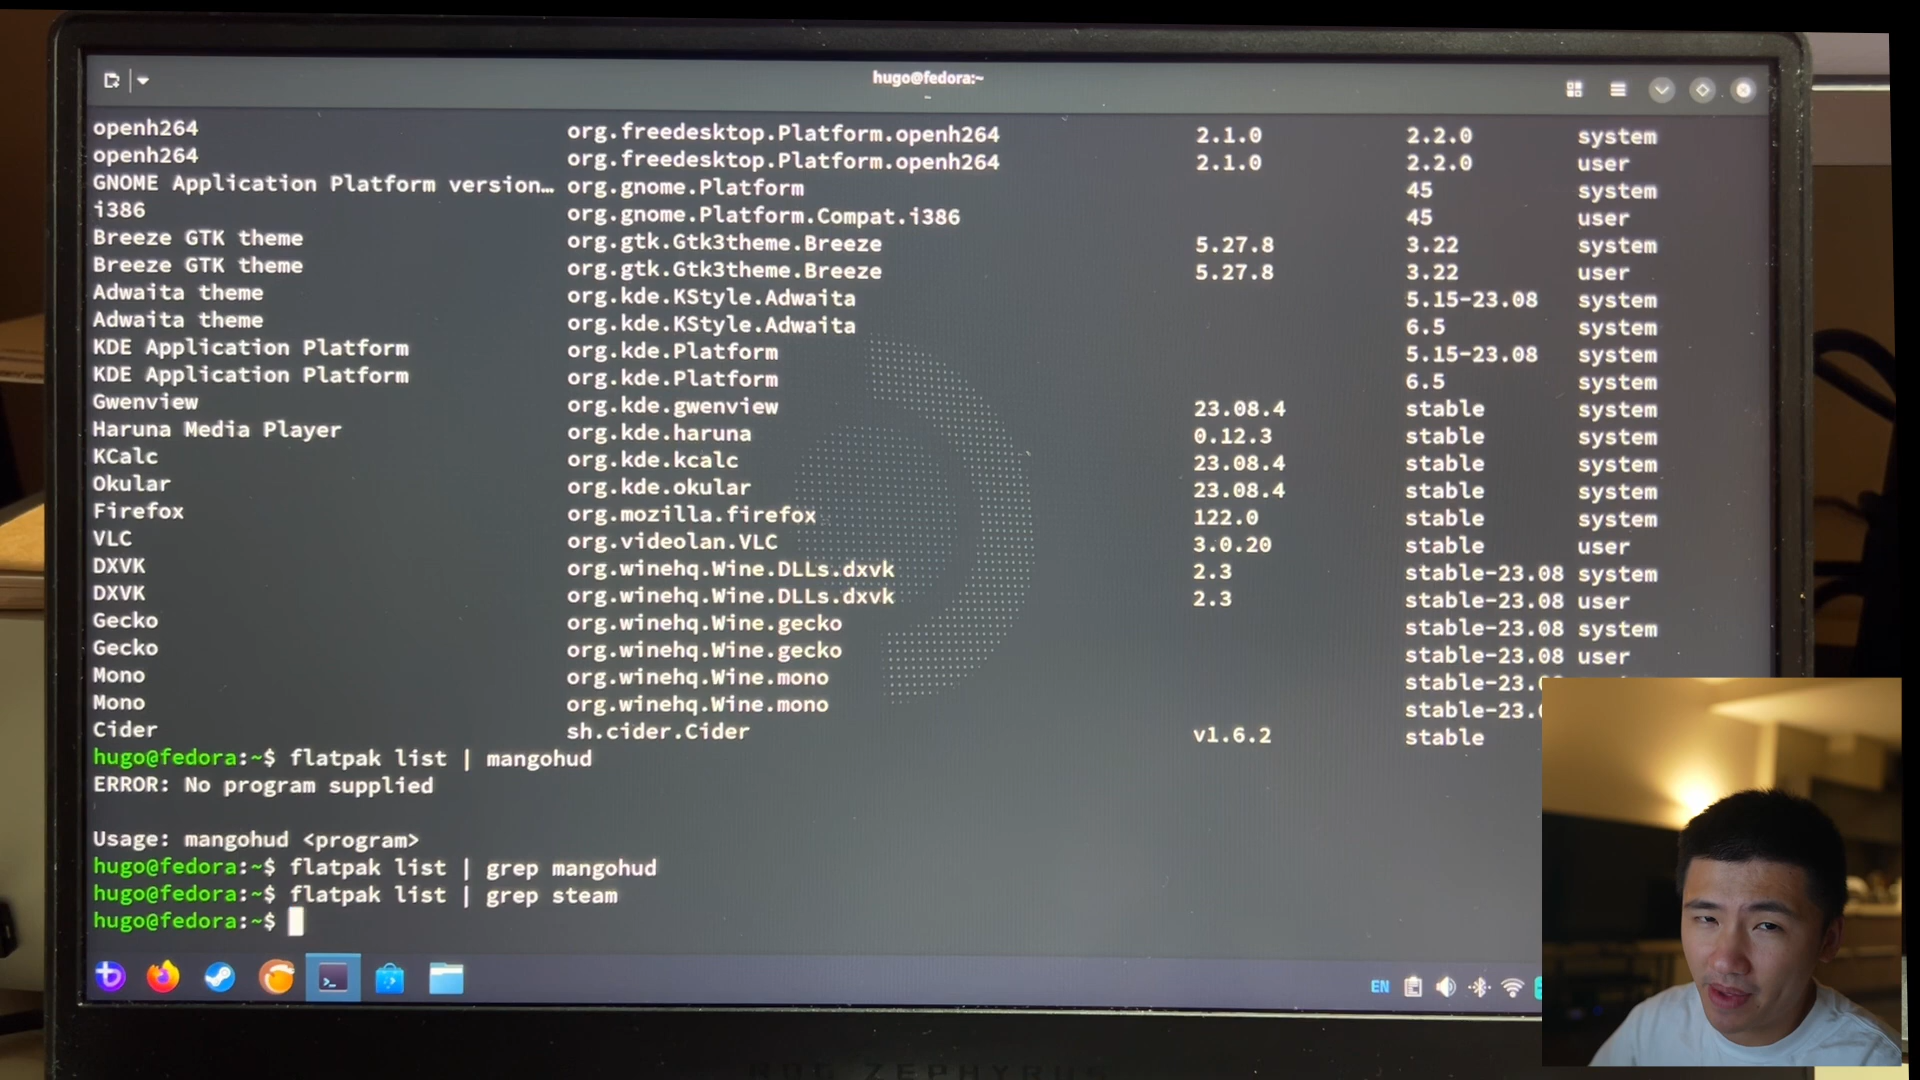 hugo@fedora:~
~
openh264 org.freedesktop.Platform.openh264 2.1.0 2.2.0 system
openh264 org.freedesktop.Platform.openh264 2.1.0 2.2.0 user
GNOME Application Platform version… org.gnome.Platform 45 system
i386 org.gnome.Platform.Compat.i386 45 user
Breeze GTK theme org.gtk.Gtk3theme.Breeze 5.27.8 3.22 system
Breeze GTK theme org.gtk.Gtk3theme.Breeze 5.27.8 3.22 user
Adwaita theme org.kde.KStyle.Adwaita 5.15-23.08 system
Adwaita theme org.kde.KStyle.Adwaita 6.5 system
KDE Application Platform org.kde.Platform 5.15-23.08 system
KDE Application Platform org.kde.Platform 6.5 system
Gwenview org.kde.gwenview 23.08.4 stable system
Haruna Media Player org.kde.haruna 0.12.3 stable system
KCalc org.kde.kcalc 23.08.4 stable system
Okular org.kde.okular 23.08.4 stable system
Firefox org.mozilla.firefox 122.0 stable system
VLC org.videolan.VLC 3.0.20 stable user
DXVK org.winehq.Wine.DLLs.dxvk 2.3 stable-23.08 system
DXVK org.winehq.Wine.DLLs.dxvk 2.3 stable-23.08 user
Gecko org.winehq.Wine.gecko stable-23.08 system
Gecko org.winehq.Wine.gecko stable-23.08 user
Mono org.winehq.Wine.mono stable-23.
Mono org.winehq.Wine.mono stable-23.
Cider sh.cider.Cider v1.6.2 stable
hugo@fedora:~$ flatpak list | mangohud
ERROR: No program supplied
Usage: mangohud <program>
hugo@fedora:~$ flatpak list | grep mangohud
hugo@fedora:~$ flatpak list | grep steam
hugo@fedora:~$
EN
ROG ZEPHYRUS